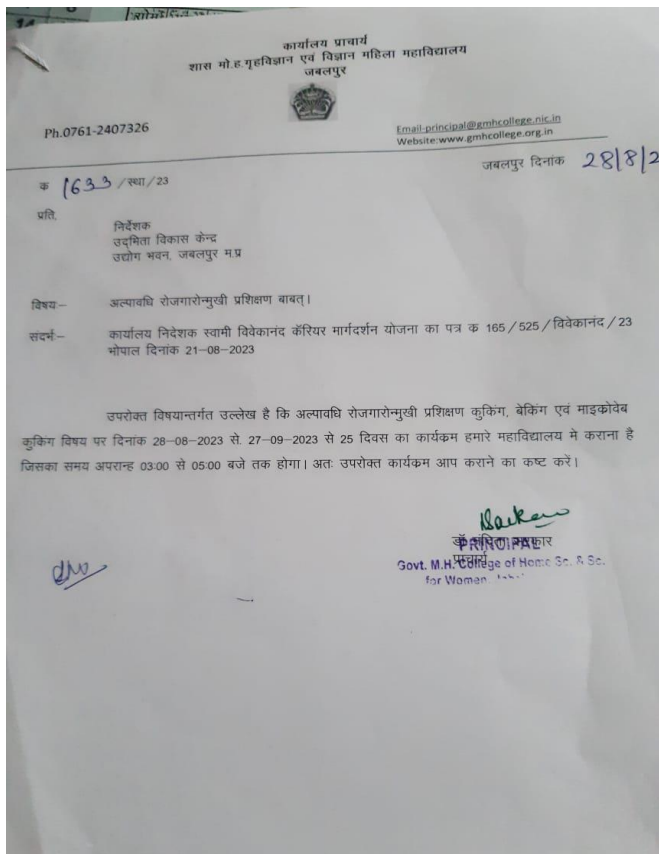 14
कार्यालय प्राचार्य
शास मो.ह.गृहविज्ञान एवं विज्ञान महिला महाविद्यालय
जबलपुर
Ph.0761-2407326
Email-principal@gmhcollege.nic.in
Website:www.gmhcollege.org.in
जबलपुर दिनांक 28/8/2
क 1633 /स्था/23
प्रति,
निर्देशक
उद्मिता विकास केन्द्र
उद्योग भवन, जबलपुर म.प्र
विषयः– अल्पावधि रोजगारोन्मुखी प्रशिक्षण बाबत्।
संदर्भः– कार्यालय निदेशक स्वामी विवेकानंद कॅरियर मार्गदर्शन योजना का पत्र क 165/525/विवेकानंद/23
भोपाल दिनांक 21–08–2023
उपरोक्त विषयान्तर्गत उल्लेख है कि अल्पावधि रोजगारोन्मुखी प्रशिक्षण कुकिंग, बेकिंग एवं माइकोवेब
कुकिंग विषय पर दिनांक 28–08–2023 से. 27–09–2023 से 25 दिवस का कार्यकम हमारे महाविद्यालय मे कराना है
जिसका समय अपरान्ह 03:00 से 05:00 बजे तक होगा। अतः उपरोक्त कार्यकम आप कराने का कष्ट करें।
डॉ सरकार
PRINCIPAL
प्राचार्य
Govt. M.H. College of Home Sc. & Sc.
for Women